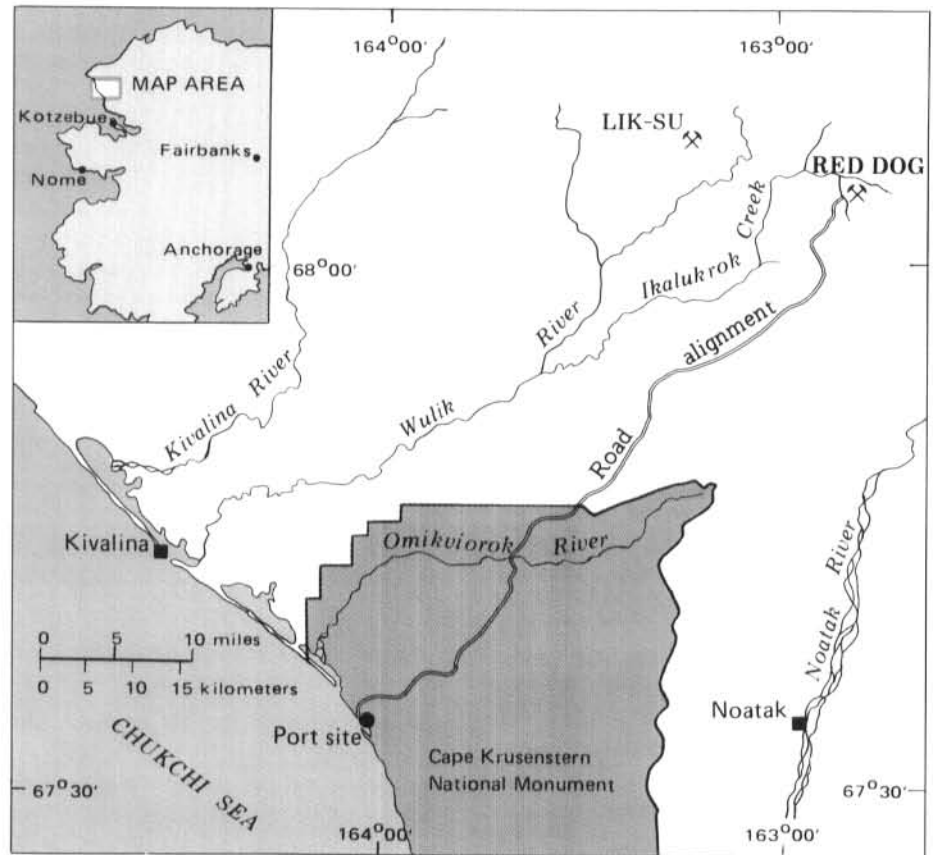 164°00′
163°00′
MAP AREA
Kotzebue
Fairbanks
Nome
Anchorage
LIK-SU
RED DOG
Creek
68°00′
Ikalukrok
River
alignment
Kivalina River
Wulik
Road
Kivalina
Omikviorok River
Noatak River
0 5 10 miles
0 5 10 15 kilometers
Noatak
Port site
CHUKCHI SEA
Cape Krusenstern
National Monument
67°30′
67°30′
164°00′
163°00′